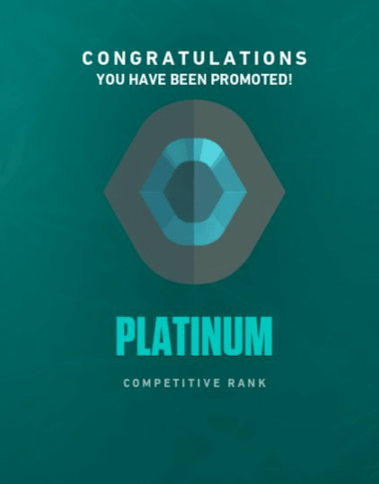 CONGRATULATIONS
YOU HAVE BEEN PROMOTED!
PLATINUM
COMPETITIVE RANK